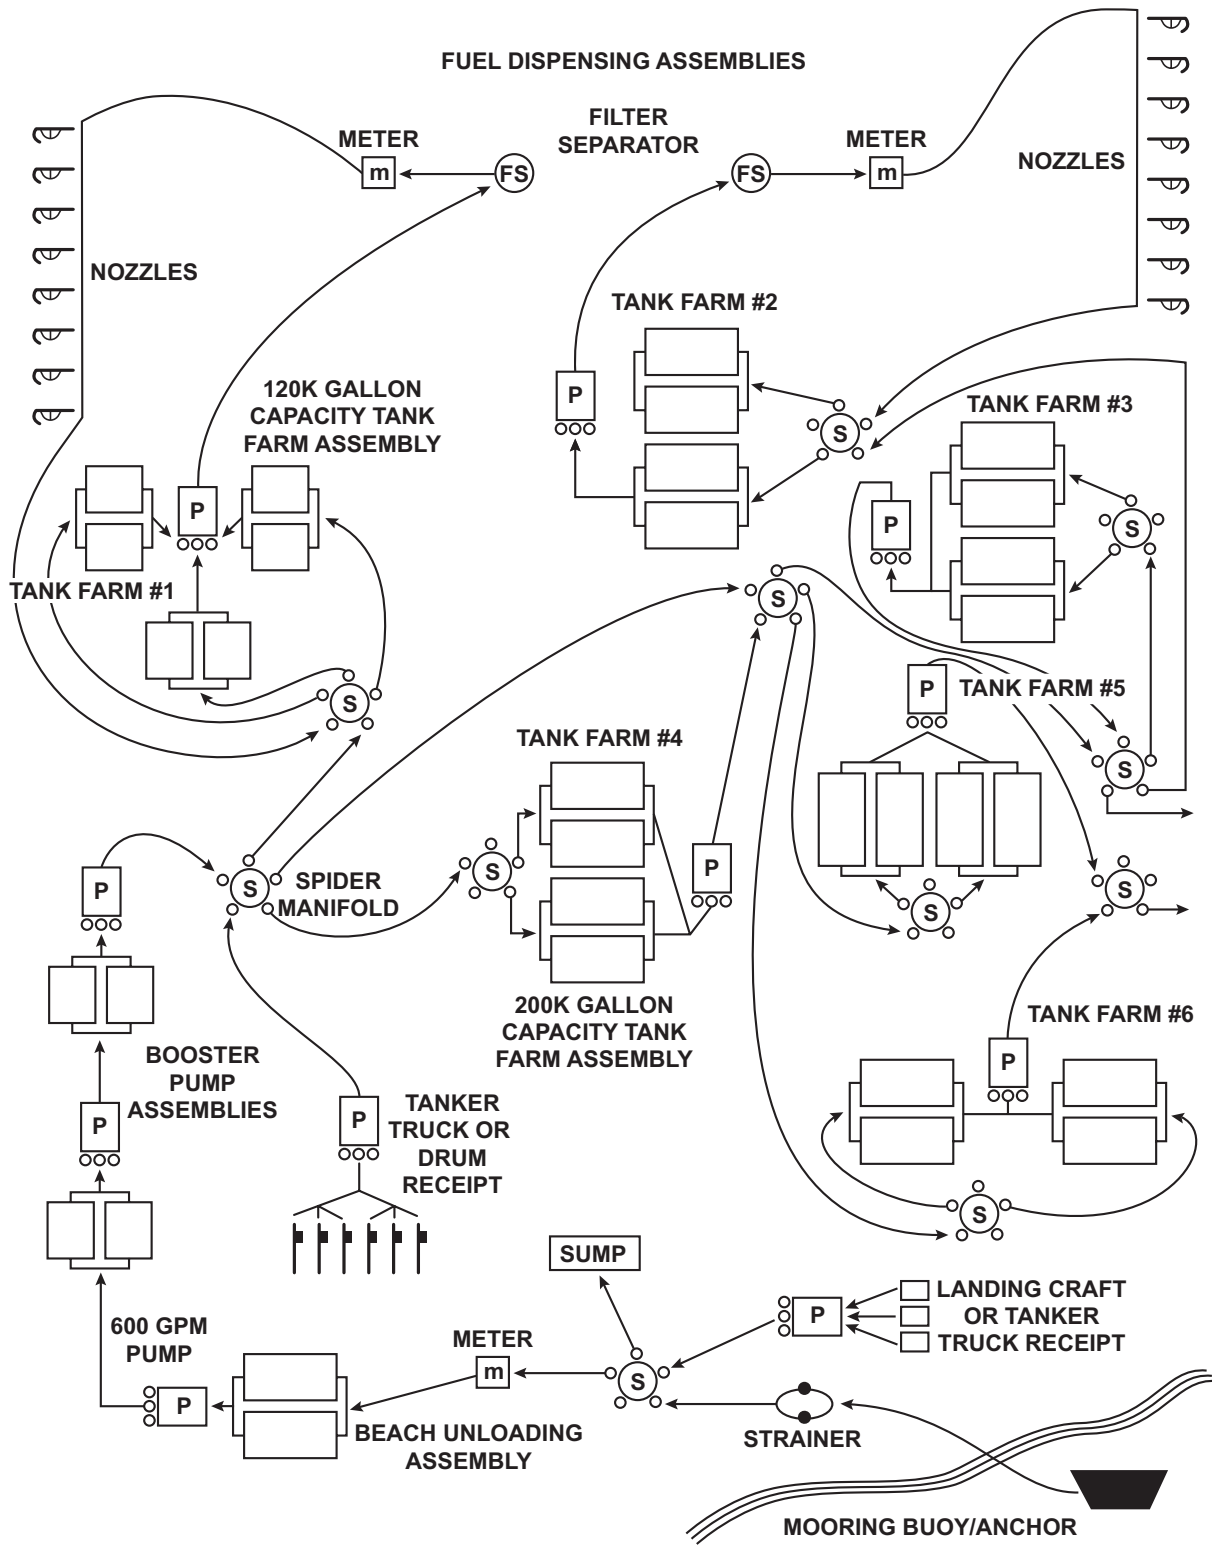 FUEL DISPENSING ASSEMBLIES
FILTER
SEPARATOR
METER
METER
m
FS
FS
m
NOZZLES
NOZZLES
TANK FARM #2
P
S
120K GALLON
CAPACITY TANK
FARM ASSEMBLY
TANK FARM #3
P
P
S
TANK FARM #1
S
S
P
TANK FARM #5
TANK FARM #4
S
S
P
S
P
SPIDER
MANIFOLD
S
P
S
S
200K GALLON
CAPACITY TANK
FARM ASSEMBLY
TANK FARM #6
BOOSTER
PUMP
ASSEMBLIES
P
P
P
TANKER
TRUCK OR
DRUM
RECEIPT
S
SUMP
LANDING CRAFT
OR TANKER
TRUCK RECEIPT
P
600 GPM
PUMP
METER
m
S
P
BEACH UNLOADING
ASSEMBLY
STRAINER
MOORING BUOY/ANCHOR